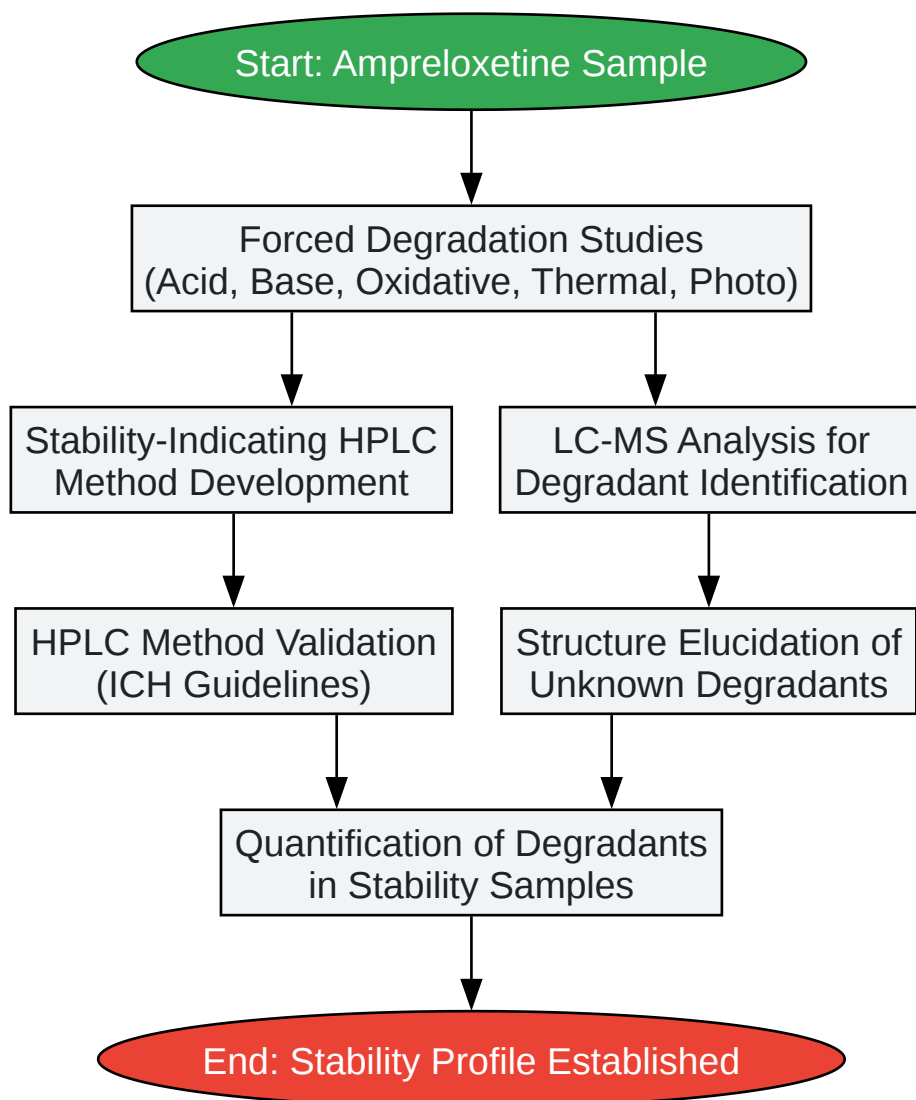 Start: Ampreloxetine Sample
Forced Degradation Studies
(Acid, Base, Oxidative, Thermal, Photo)
Stability-Indicating HPLC
Method Development
LC-MS Analysis for
Degradant Identification
HPLC Method Validation
(ICH Guidelines)
Structure Elucidation of
Unknown Degradants
Quantification of Degradants
in Stability Samples
End: Stability Profile Established